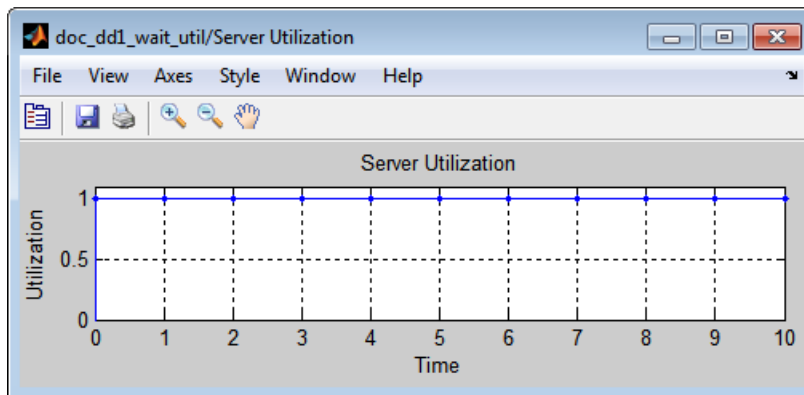 doc_dd1_wait_util/Server Utilization
File View Axes Style Window Help
Server Utilization
Utilization
1
0.5
0
0 1 2 3 4 5 6 7 8 9 10
Time